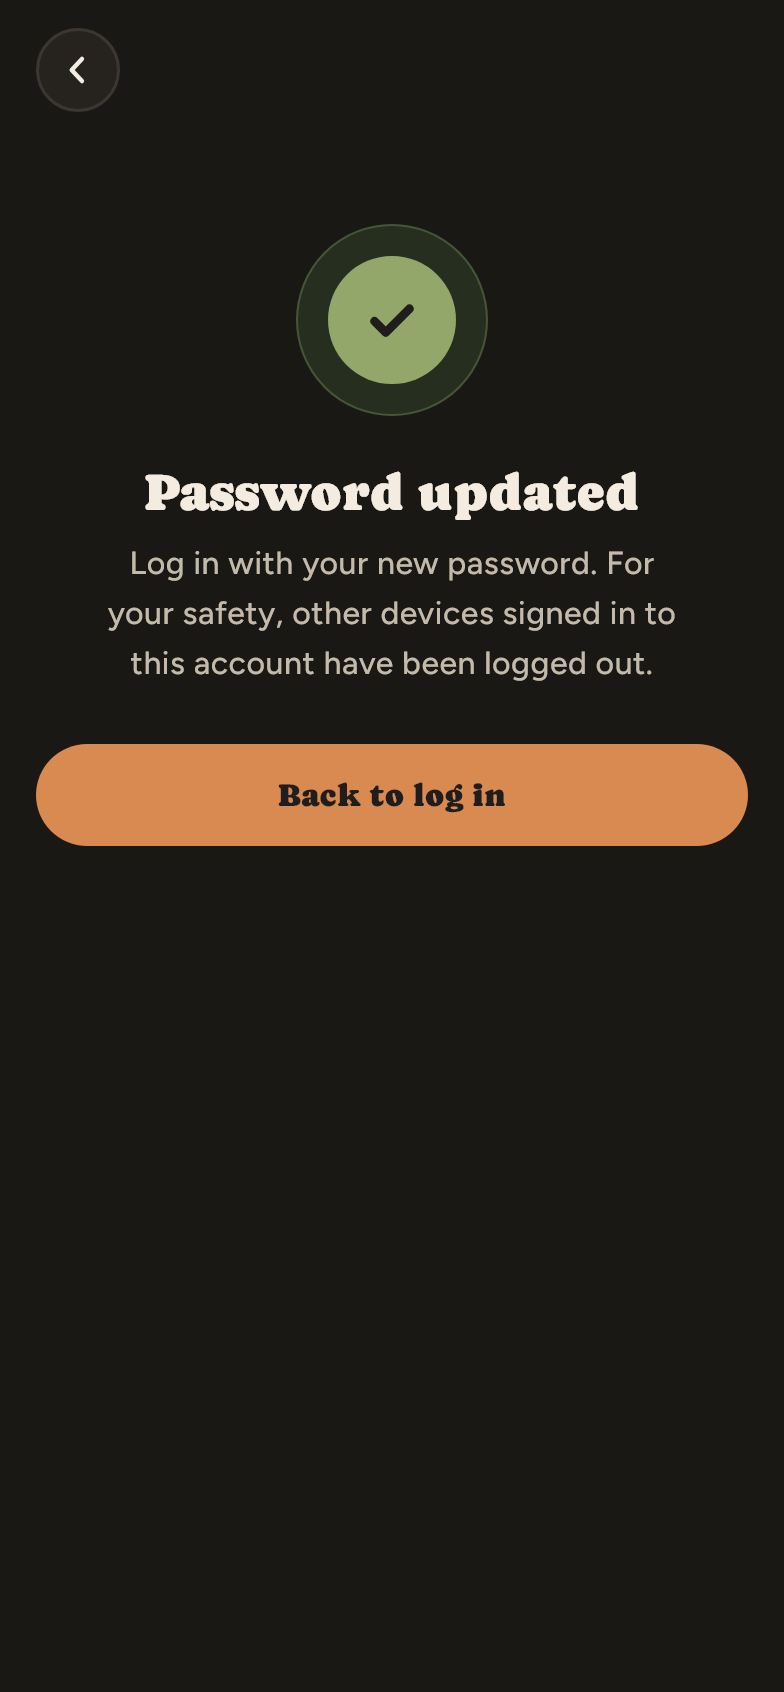 Password updated
Log in with your new password. For
your safety, other devices signed in to
this account have been logged out.
Back to log in